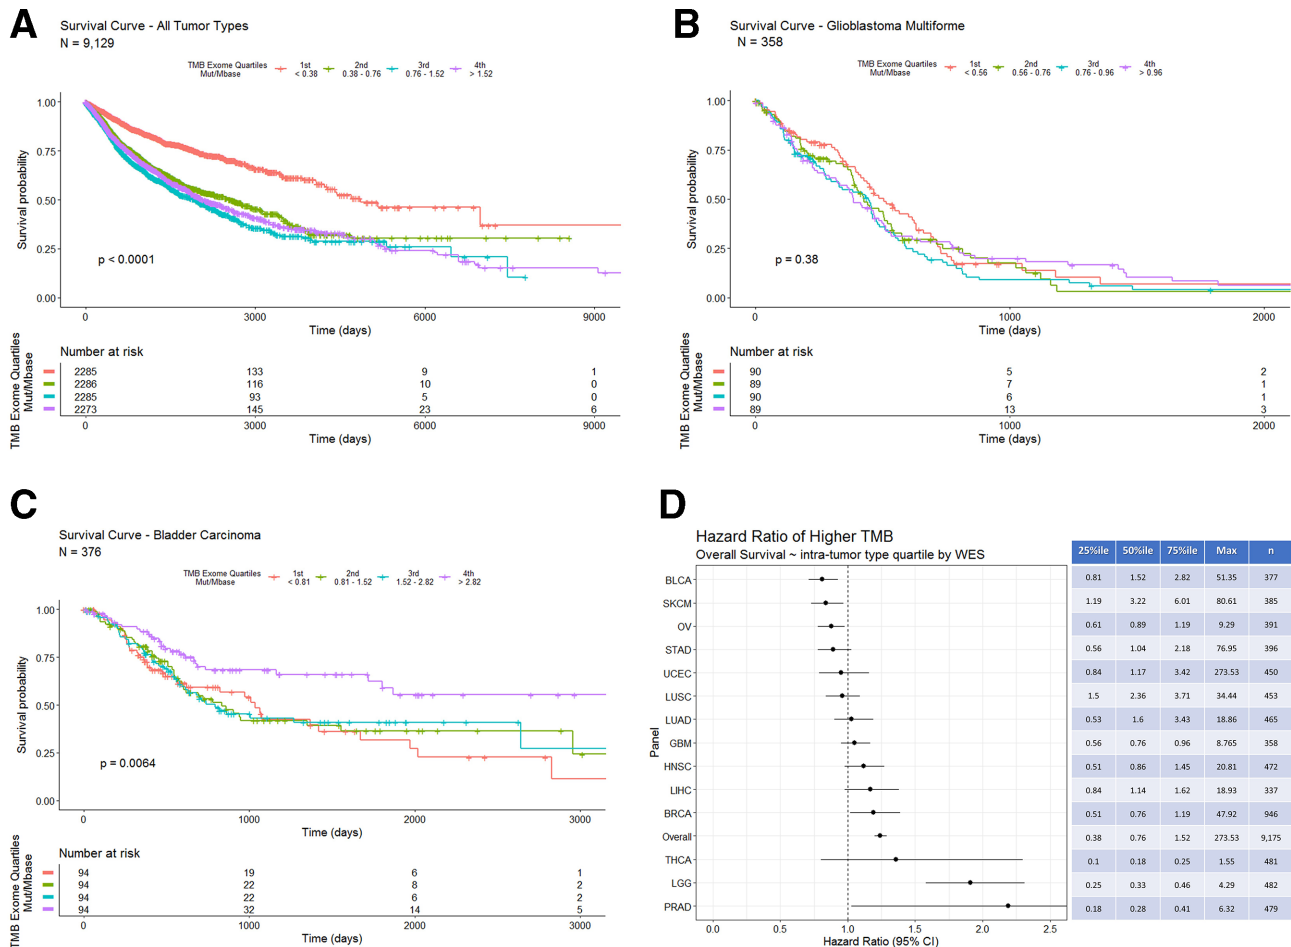 A
Survival Curve - All Tumor Types
N = 9,129
TMB Exome Quartiles
Mut/Mbase
1st
< 0.38
2nd
0.38 - 0.76
3rd
0.76 - 1.52
4th
> 1.52
Survival probability
1.00
0.75
0.50
0.25
0.00
p < 0.0001
0 3000 6000 9000
Time (days)
Number at risk
TMB Exome Quartiles
Mut/Mbase
2285 133 9 1
2286 116 10 0
2285 93 5 0
2273 145 23 6
0 3000 6000 9000
Time (days)
B
Survival Curve - Glioblastoma Multiforme
N = 358
TMB Exome Quartiles
Mut/Mbase
1st
< 0.56
2nd
0.56 - 0.76
3rd
0.76 - 0.96
4th
> 0.96
Survival probability
1.00
0.75
0.50
0.25
0.00
p = 0.38
0 1000 2000
Time (days)
Number at risk
TMB Exome Quartiles
Mut/Mbase
90 5 2
89 7 1
90 6 1
89 13 3
0 1000 2000
Time (days)
C
Survival Curve - Bladder Carcinoma
N = 376
TMB Exome Quartiles
Mut/Mbase
1st
< 0.81
2nd
0.81 - 1.52
3rd
1.52 - 2.82
4th
> 2.82
Survival probability
1.00
0.75
0.50
0.25
0.00
p = 0.0064
0 1000 2000 3000
Time (days)
Number at risk
TMB Exome Quartiles
Mut/Mbase
94 19 6 1
94 22 8 2
94 22 6 2
94 32 14 5
0 1000 2000 3000
Time (days)
D
Hazard Ratio of Higher TMB
Overall Survival ~ intra-tumor type quartile by WES
Panel
25%ile 50%ile 75%ile Max n
BLCA 0.81 1.52 2.82 51.35 377
SKCM 1.19 3.22 6.01 80.61 385
OV 0.61 0.89 1.19 9.29 391
STAD 0.56 1.04 2.18 76.95 396
UCEC 0.84 1.17 3.42 273.53 450
LUSC 1.5 2.36 3.71 34.44 453
LUAD 0.53 1.6 3.43 18.86 465
GBM 0.56 0.76 0.96 8.765 358
HNSC 0.51 0.86 1.45 20.81 472
LIHC 0.84 1.14 1.62 18.93 337
BRCA 0.51 0.76 1.19 47.92 946
Overall 0.38 0.76 1.52 273.53 9,175
THCA 0.1 0.18 0.25 1.55 481
LGG 0.25 0.33 0.46 4.29 482
PRAD 0.18 0.28 0.41 6.32 479
0.0 0.5 1.0 1.5 2.0 2.5
Hazard Ratio (95% CI)